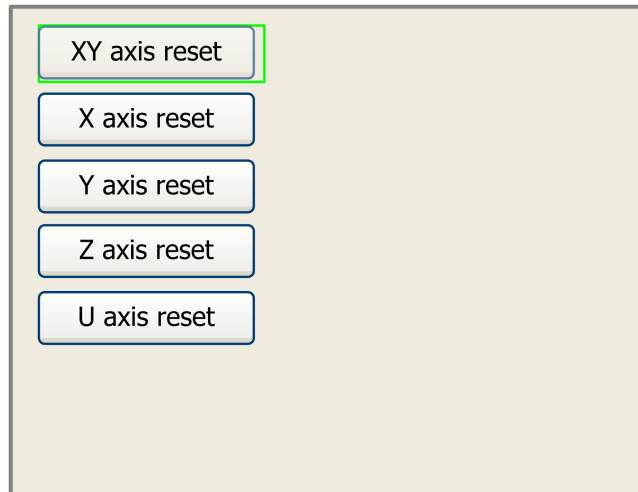 XY axis reset
X axis reset
Y axis reset
Z axis reset
U axis reset